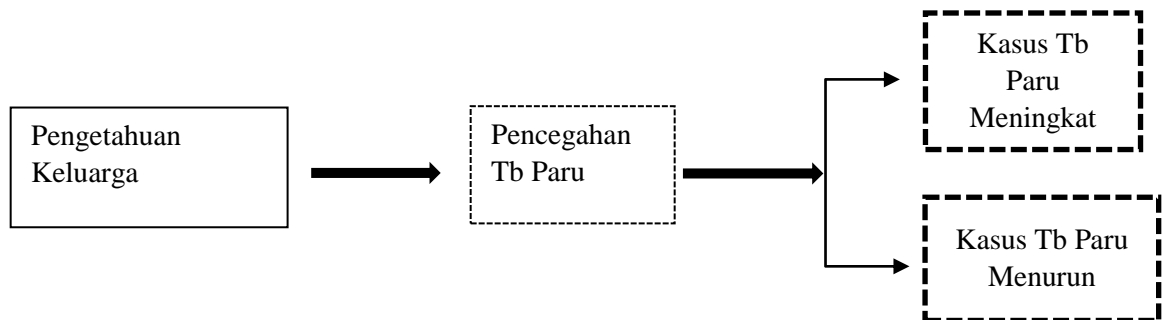 Pengetahuan
Keluarga
Pencegahan
Tb Paru
Kasus Tb
Paru
Meningkat
Kasus Tb Paru
Menurun